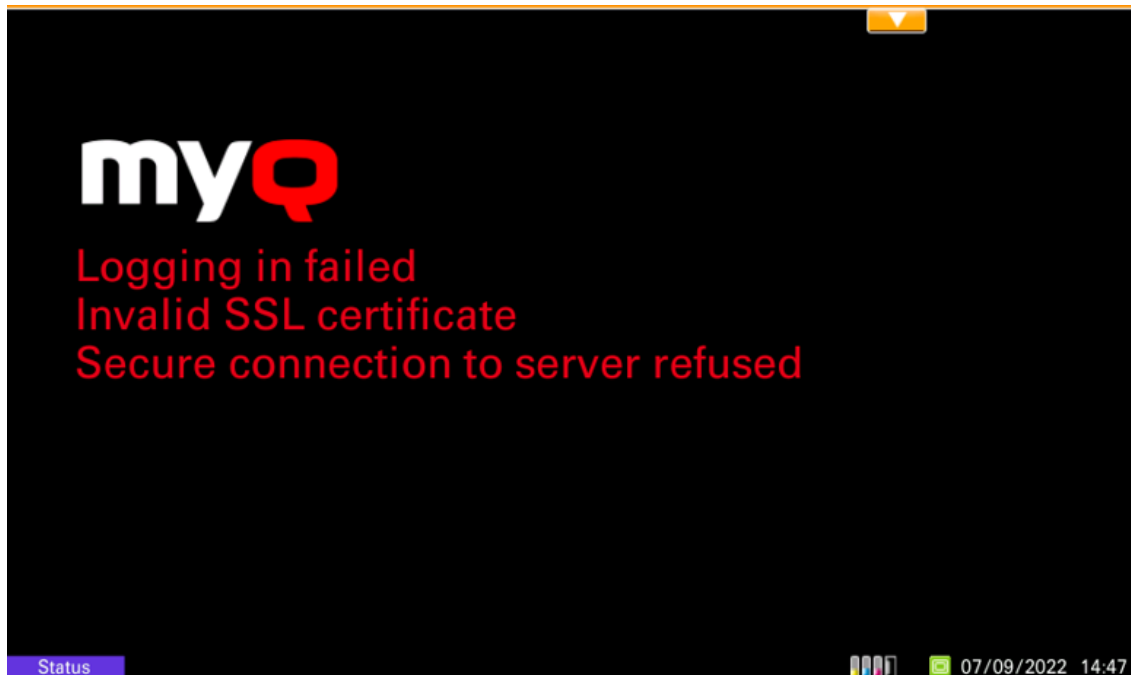 myQ
Logging in failed
Invalid SSL certificate
Secure connection to server refused
Status 07/09/2022 14:47